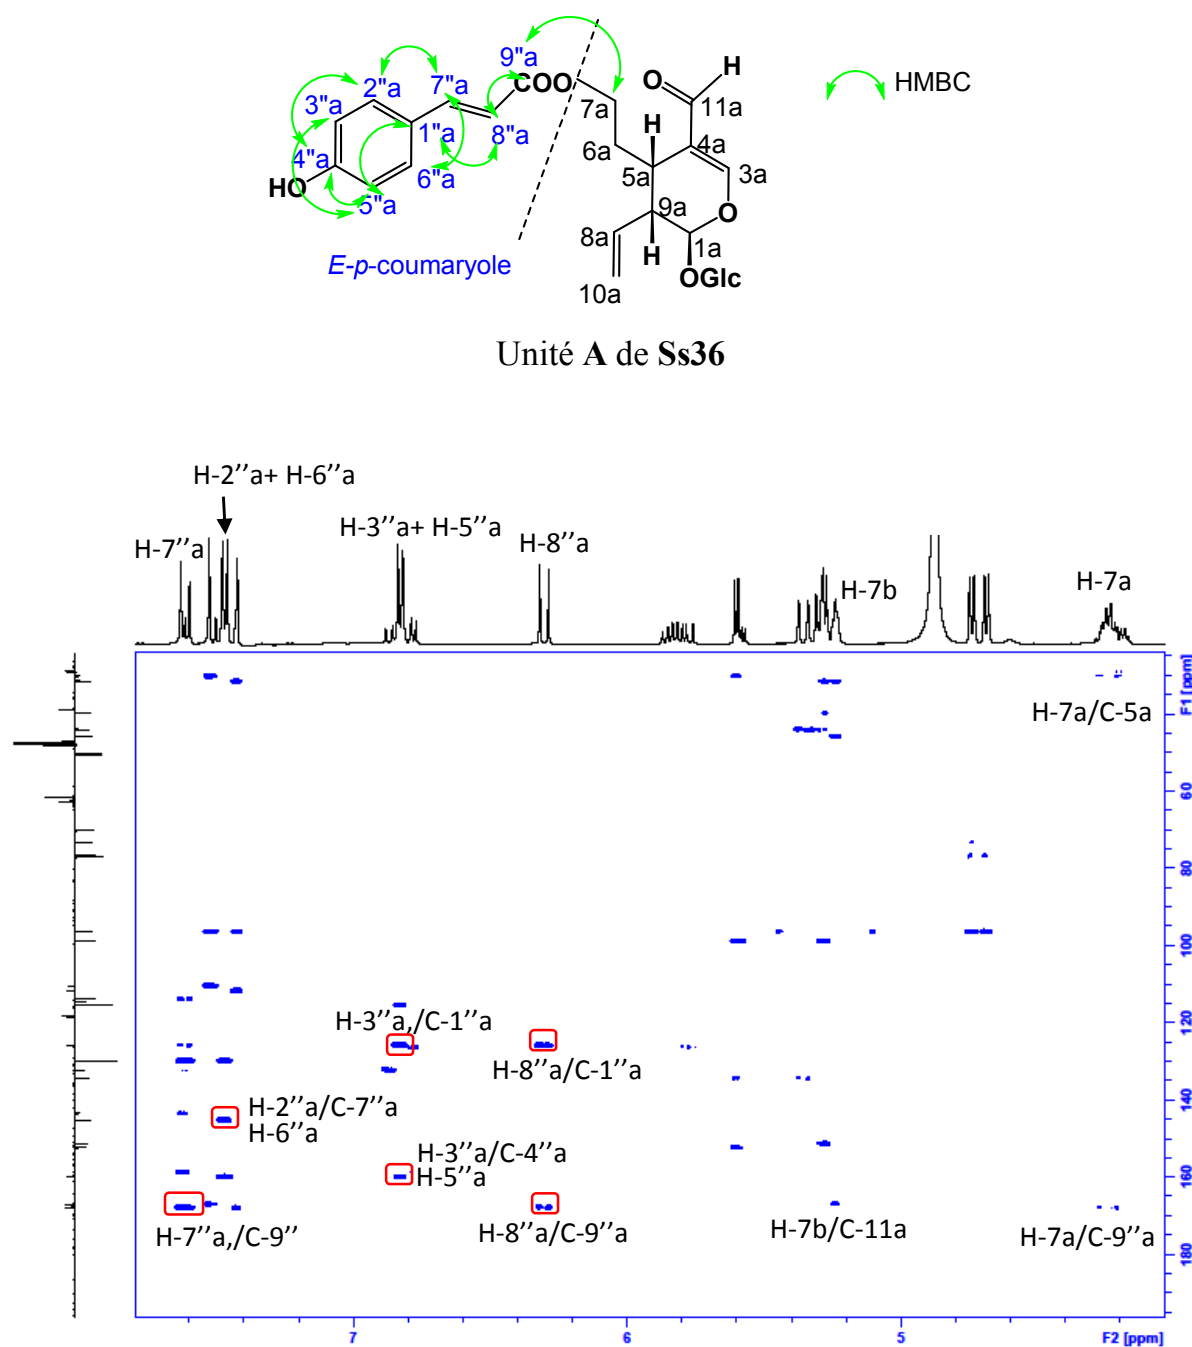 9"a
COO
O
H
HMBC
2"a
7"a
11a
3"a
7a
1"a
8"a
H
4a
4"a
6a
3a
6"a
5a
HO
5"a
9a
O
8a
1a
E-p-coumaryole
H
OGlc
10a
Unité A de Ss36
H-2’’a+ H-6’’a
H-7’’a
H-3’’a+ H-5’’a
H-8’’a
H-7b
H-7a
F1 [ppm]
H-7a/C-5a
60
80
100
120
H-3’’a,/C-1’’a
H-8’’a/C-1’’a
140
H-2’’a/C-7’’a
H-6’’a
H-3’’a/C-4’’a
H-5’’a
160
H-7’’a,/C-9’’
H-8’’a/C-9’’a
H-7b/C-11a
H-7a/C-9’’a
180
7
6
5
F2 [ppm]